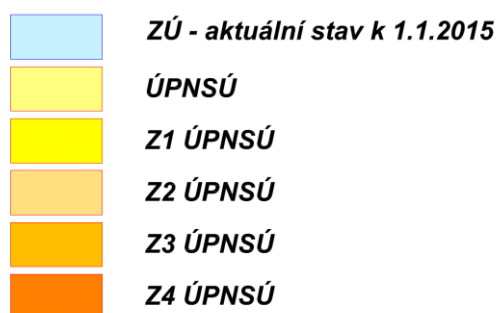 ZÚ - aktuální stav k 1.1.2015
ÚPNSÚ
Z1 ÚPNSÚ
Z2 ÚPNSÚ
Z3 ÚPNSÚ
Z4 ÚPNSÚ